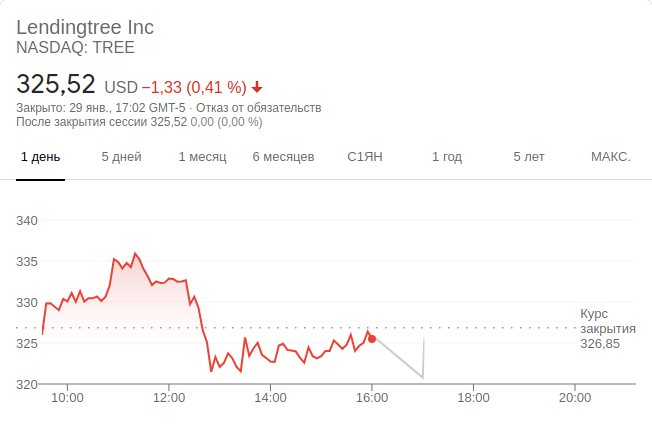 Lendingtree Inc
NASDAQ: TREE
325,52 USD −1,33 (0,41 %)
Закрыто: 29 янв., 17:02 GMT-5 · Отказ от обязательств
После закрытия сессии 325,52 0,00 (0,00 %)
1 день 5 дней 1 месяц 6 месяцев С1ЯН 1 год 5 лет МАКС.
340
335
330
325
320
Курс
закрытия
326,85
10:00 12:00 14:00 16:00 18:00 20:00